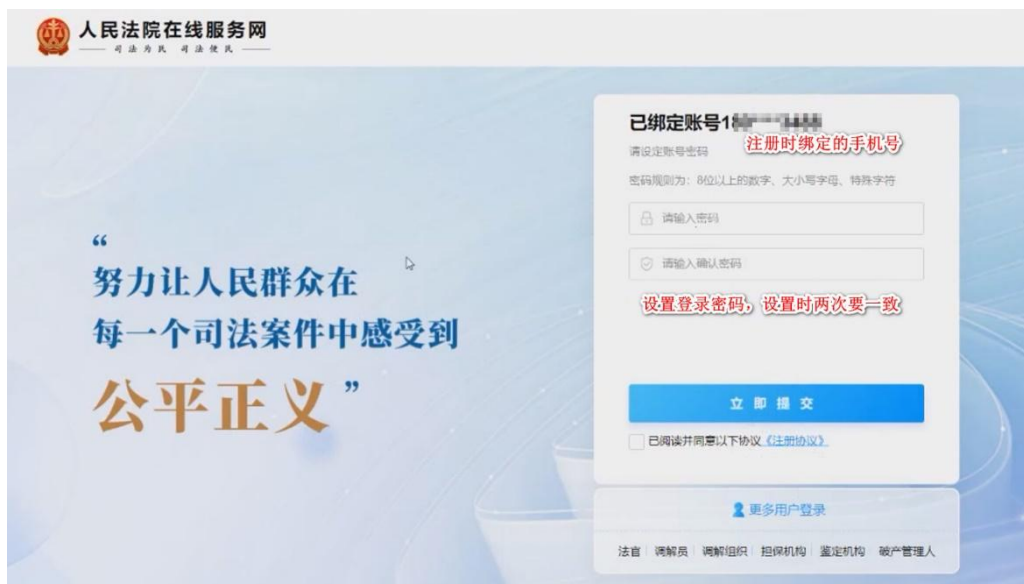 人民法院在线服务网
司法为民 司法便民
已绑定账号1
注册时绑定的手机号
请设定账号密码
密码规则为：8位以上的数字、大小写字母、特殊字符
请输入密码
请输入确认密码
设置登录密码，设置时两次要一致
“
努力让人民群众在
每一个司法案件中感受到
公平正义”
立即提交
已阅读并同意以下协议《注册协议》
更多用户登录
法官 调解员 调解组织 担保机构 鉴定机构 破产管理人